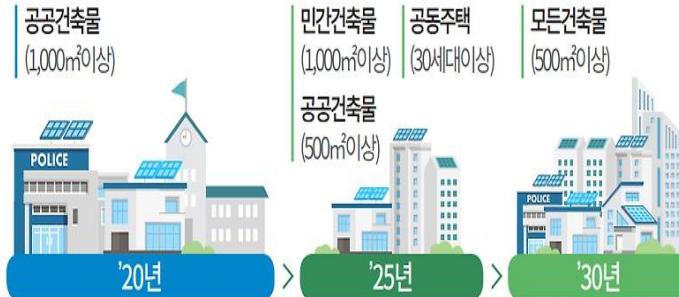 공공건축물
(1,000㎡이상)
민간건축물
(1,000㎡이상)
공동주택
(30세대이상)
공공건축물
(500㎡이상)
모든건축물
(500㎡이상)
POLICE
POLICE
'20년
>
'25년
>
'30년